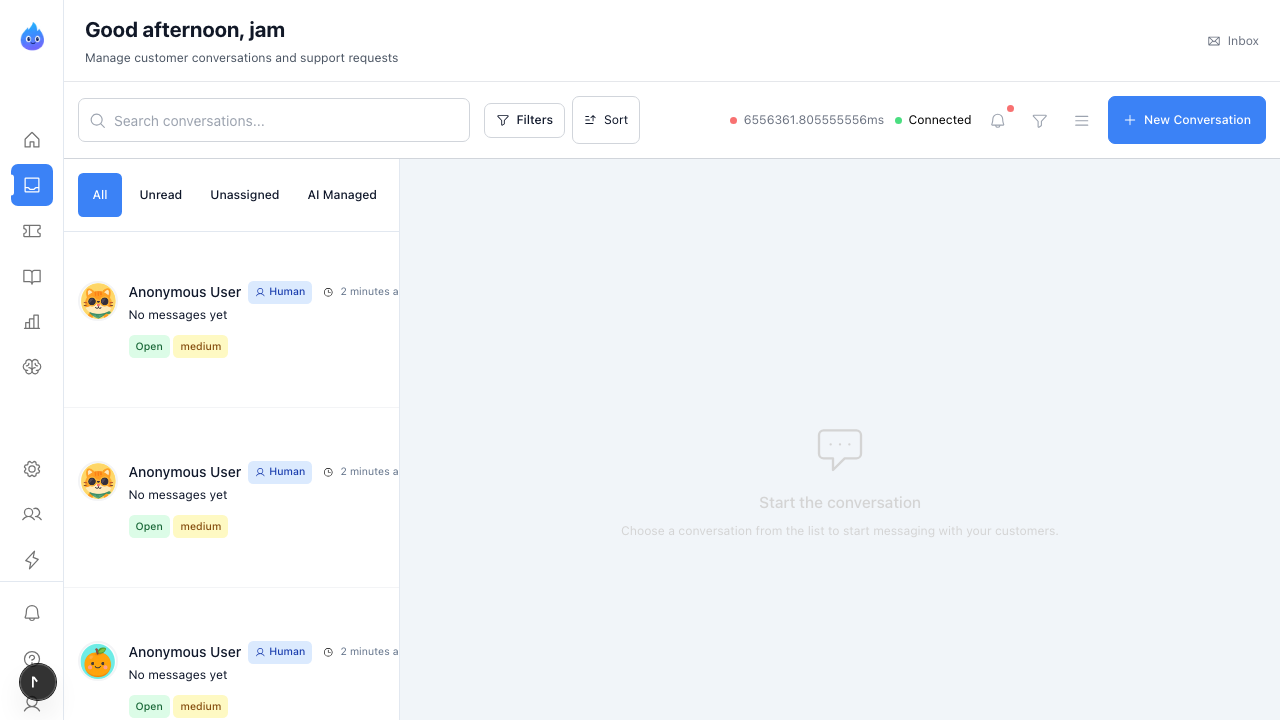 Good afternoon, jam
Manage customer conversations and support requests
Inbox
Search conversations...
Filters
Sort
6556361.805555556ms
Connected
New Conversation
All
Unread
Unassigned
AI Managed
Anonymous User
Human
2 minutes a
No messages yet
Open
medium
Anonymous User
Human
2 minutes a
No messages yet
Open
medium
Anonymous User
Human
2 minutes a
No messages yet
Open
medium
Start the conversation
Choose a conversation from the list to start messaging with your customers.